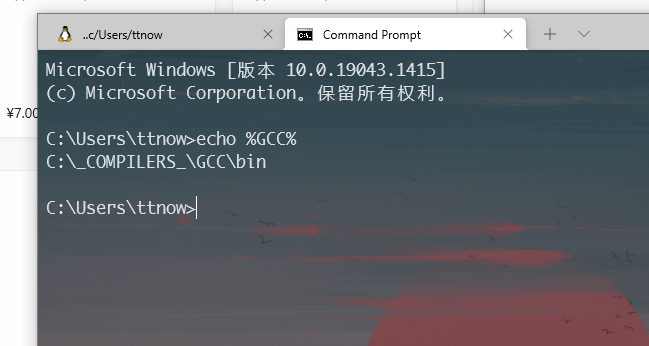 ..c/Users/ttnow
Command Prompt
Microsoft Windows [版本 10.0.19043.1415]
(c) Microsoft Corporation。保留所有权利。
¥7.00
C:\Users\ttnow>echo %GCC%
C:\_COMPILERS_\GCC\bin
C:\Users\ttnow>